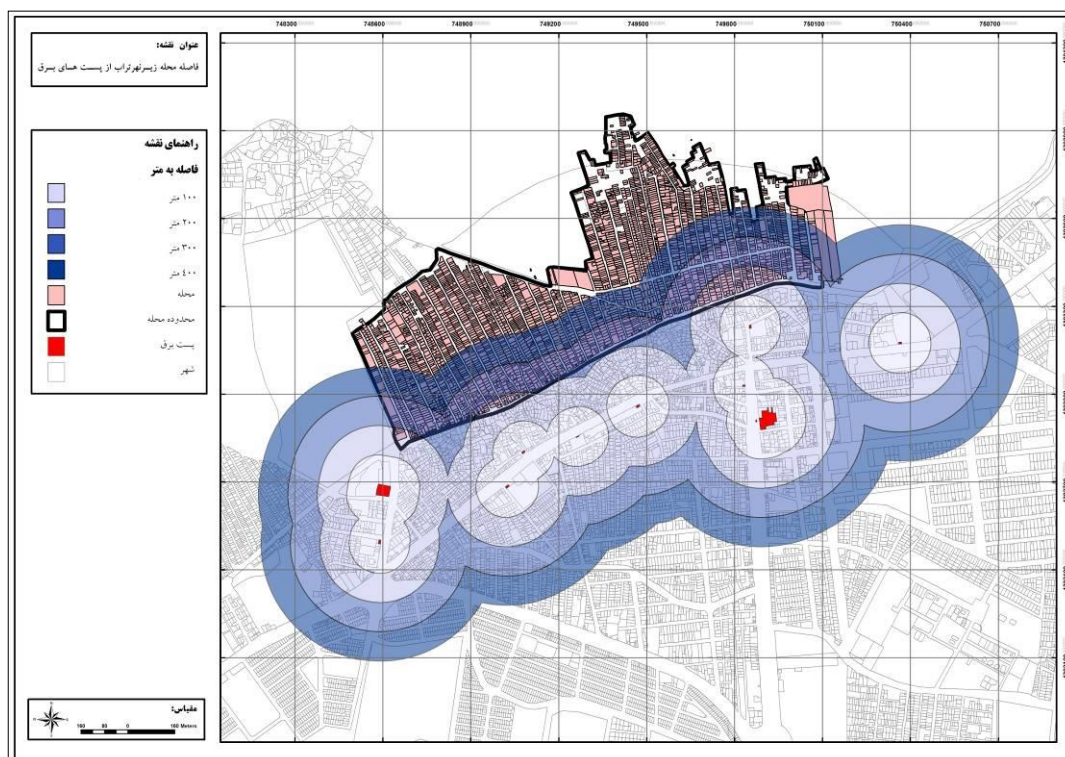 عنوان نقشه:
فاصله محله زیرنهرتراب از پست های برق
راهنمای نقشه
فاصله به متر
۱۰۰ متر
۲۰۰ متر
۳۰۰ متر
٤۰۰ متر
محله
محدوده محله
پست برق
شهر
مقیاس:
160 80 0 160 Meters
748300 748600 748900 749200 749500 749800 750100 750400 750700